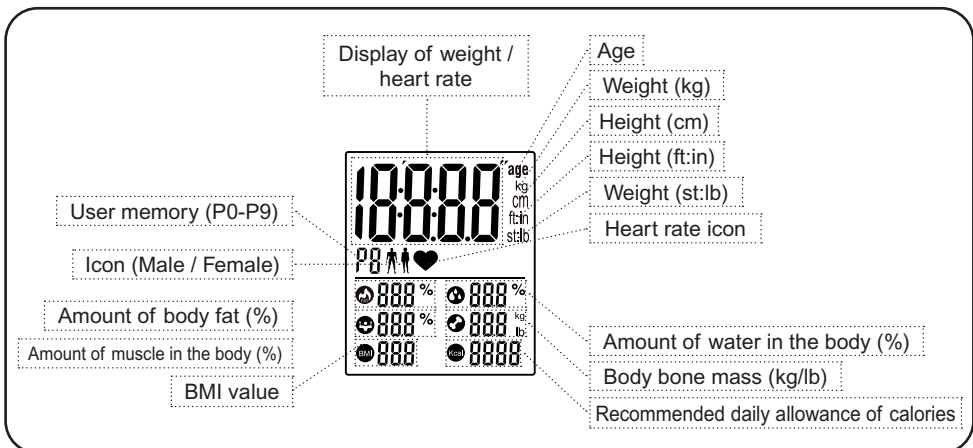 Display of weight /
heart rate
Age
Weight (kg)
Height (cm)
Height (ft:in)
Weight (st:lb)
Heart rate icon
User memory (P0-P9)
Icon (Male / Female)
Amount of body fat (%)
Amount of muscle in the body (%)
BMI value
18:8:8.8
age
kg
cm
ft:in
st:lb
P8
888 %
888 %
888 %
888 kg
lb
BMI 888
Kcal 8888
Amount of water in the body (%)
Body bone mass (kg/lb)
Recommended daily allowance of calories